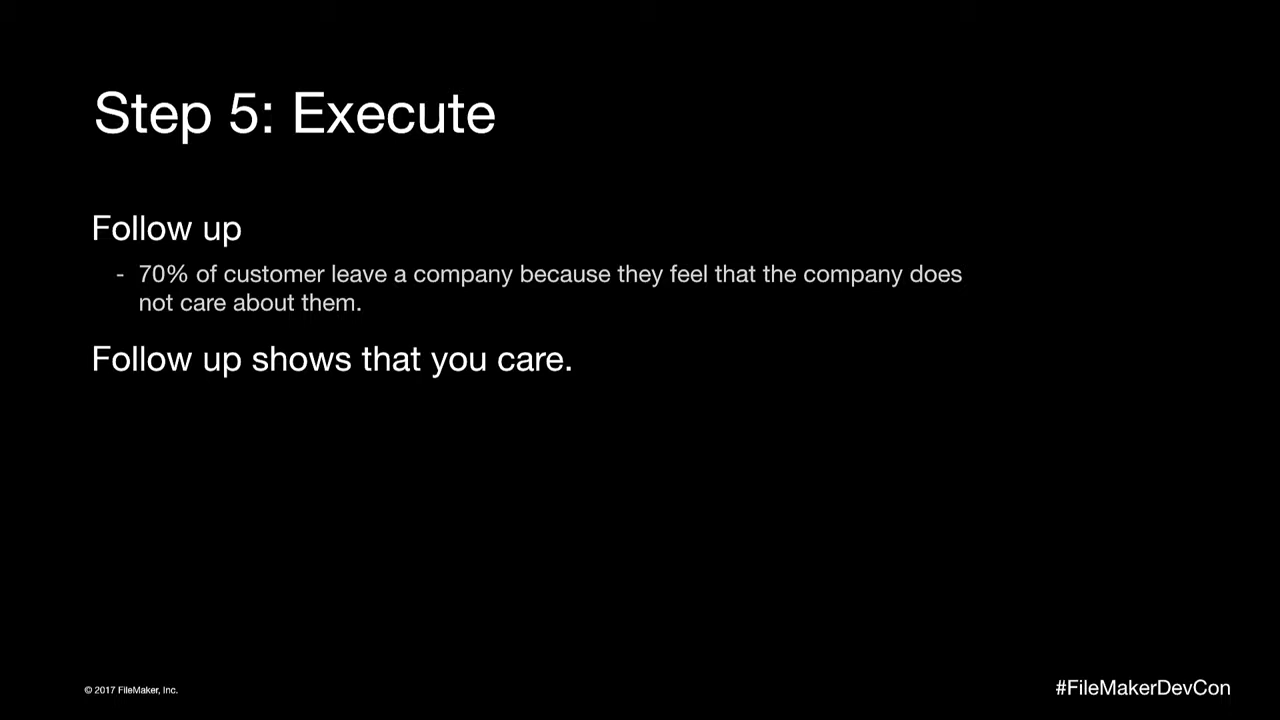 Step 5: Execute
Follow up
- 70% of customer leave a company because they feel that the company does
not care about them.
Follow up shows that you care.
© 2017 FileMaker, Inc.
#FileMakerDevCon